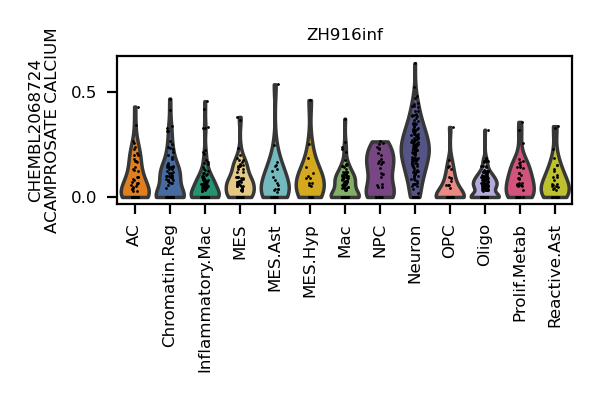 ZH916inf
CHEMBL2068724
ACAMPROSATE CALCIUM
0.5
0.0
AC
Chromatin.Reg
Inflammatory.Mac
MES
MES.Ast
MES.Hyp
Mac
NPC
Neuron
OPC
Oligo
Prolif.Metab
Reactive.Ast